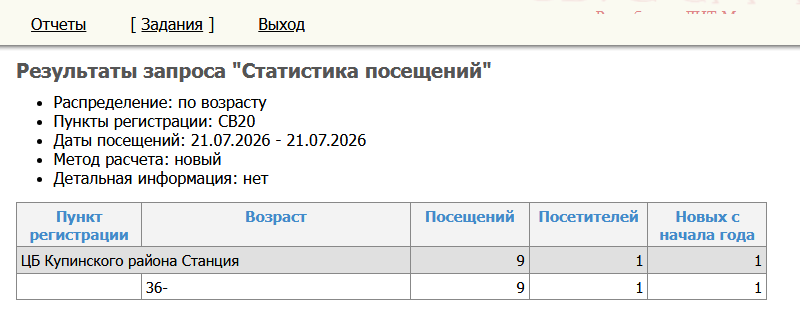 Отчеты [ Задания ] Выход
Результаты запроса "Статистика посещений"
• Распределение: по возрасту
• Пункты регистрации: СВ20
• Даты посещений: 21.07.2026 - 21.07.2026
• Метод расчета: новый
• Детальная информация: нет
Пункт регистрации Возраст Посещений Посетителей Новых с начала года
ЦБ Купинского района Станция 9 1 1
36- 9 1 1